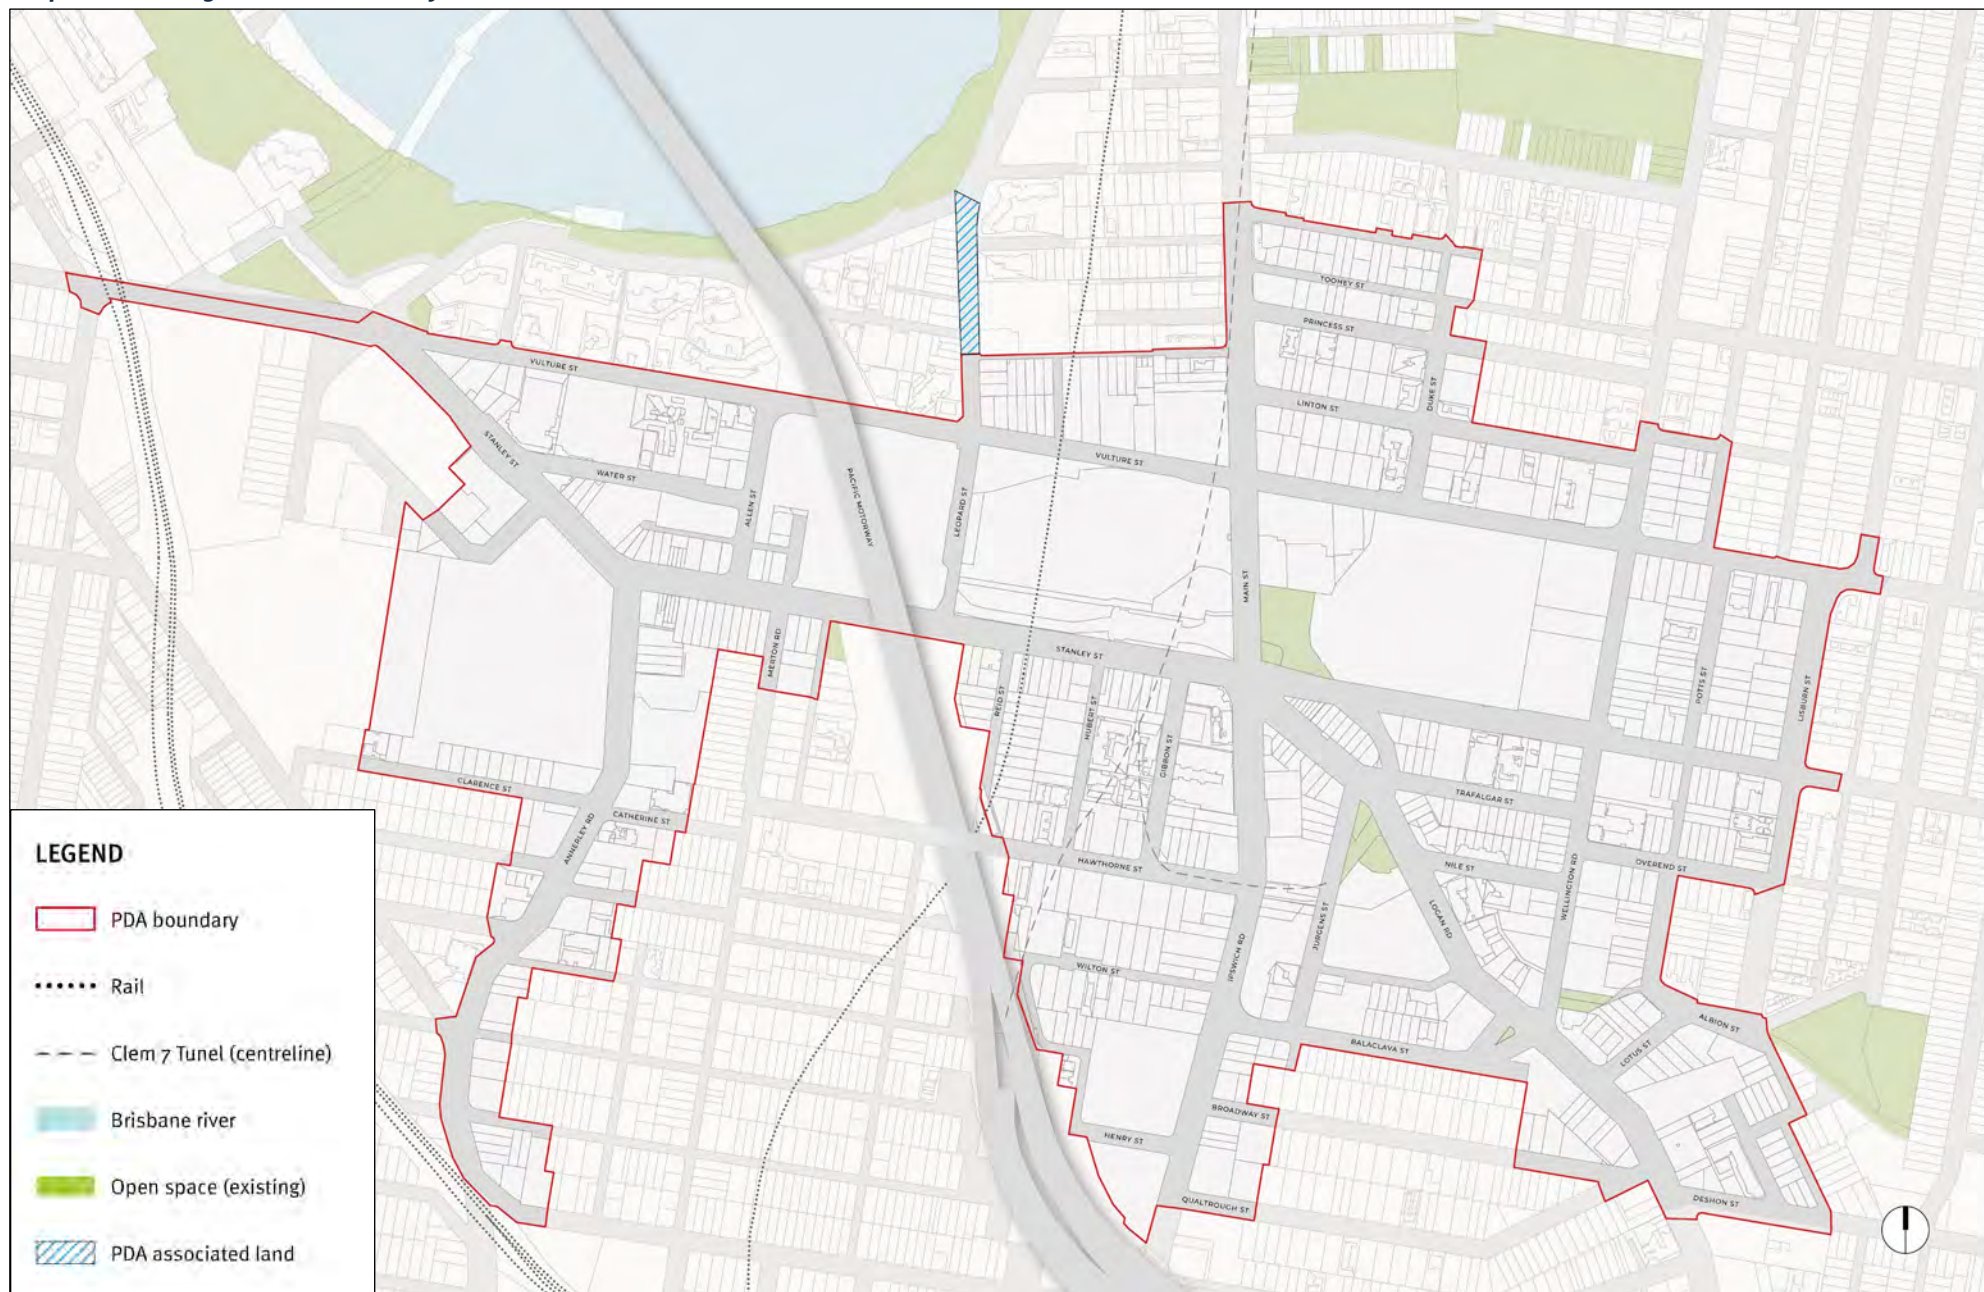 TOOHEY ST
PRINCESS ST
VULTURE ST
DUKE ST
LINTON ST
STANLEY ST
VULTURE ST
WATER ST
PACIFIC MOTORWAY
LEOPARD ST
ALLEN ST
MAIN ST
MERTON RD
STANLEY ST
POTTS ST
LISBURN ST
REID ST
HUBERT ST
GIBBON ST
CLARENCE ST
TRAFALGAR ST
CATHERINE ST
ANNERLEY RD
HAWTHORNE ST
NILE ST
OVEREND ST
WELLINGTON RD
LOGAN RD
JURGENS ST
IPSWICH RD
WILTON ST
ALBION ST
BALACLAVA ST
LOTUS ST
BROADWAY ST
HENRY ST
QUALTROUGH ST
DESHON ST
LEGEND
PDA boundary
Rail
Clem 7 Tunel (centreline)
Brisbane river
Open space (existing)
PDA associated land